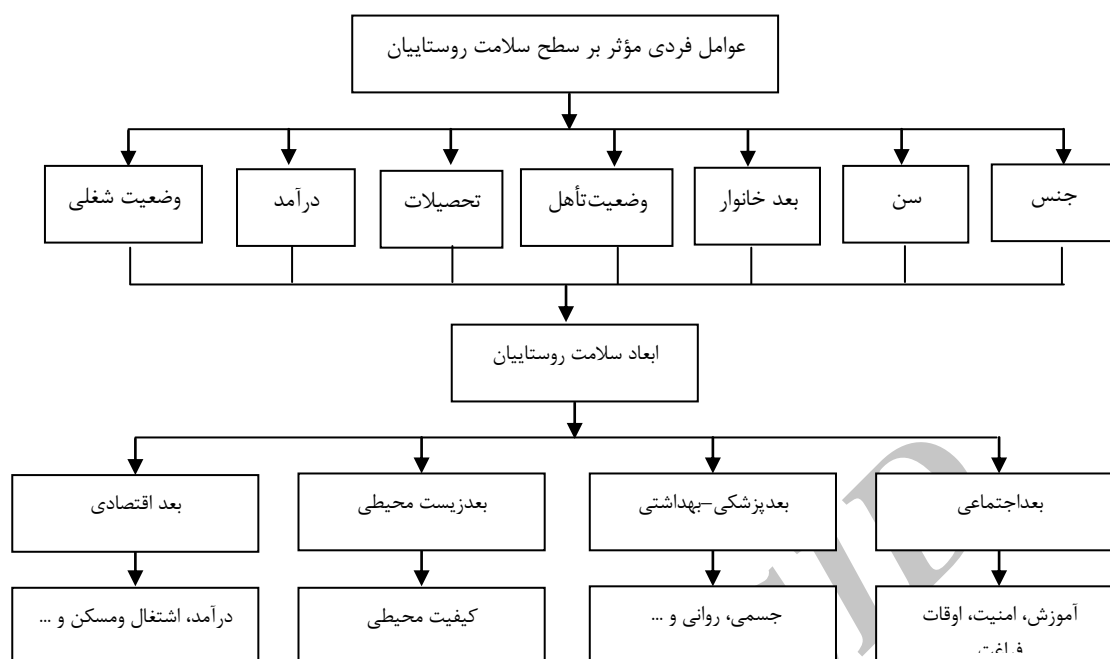 عوامل فردی مؤثر بر سطح سلامت روستاییان
جنس
سن
بعد خانوار
وضعیت‌تأهل
تحصیلات
درآمد
وضعیت شغلی
ابعاد سلامت روستاییان
بعداجتماعی
بعدپزشکی–بهداشتی
بعدزیست محیطی
بعد اقتصادی
آموزش، امنیت، اوقات
فراغت
جسمی، روانی و ...
کیفیت محیطی
درآمد، اشتغال ومسکن و ...